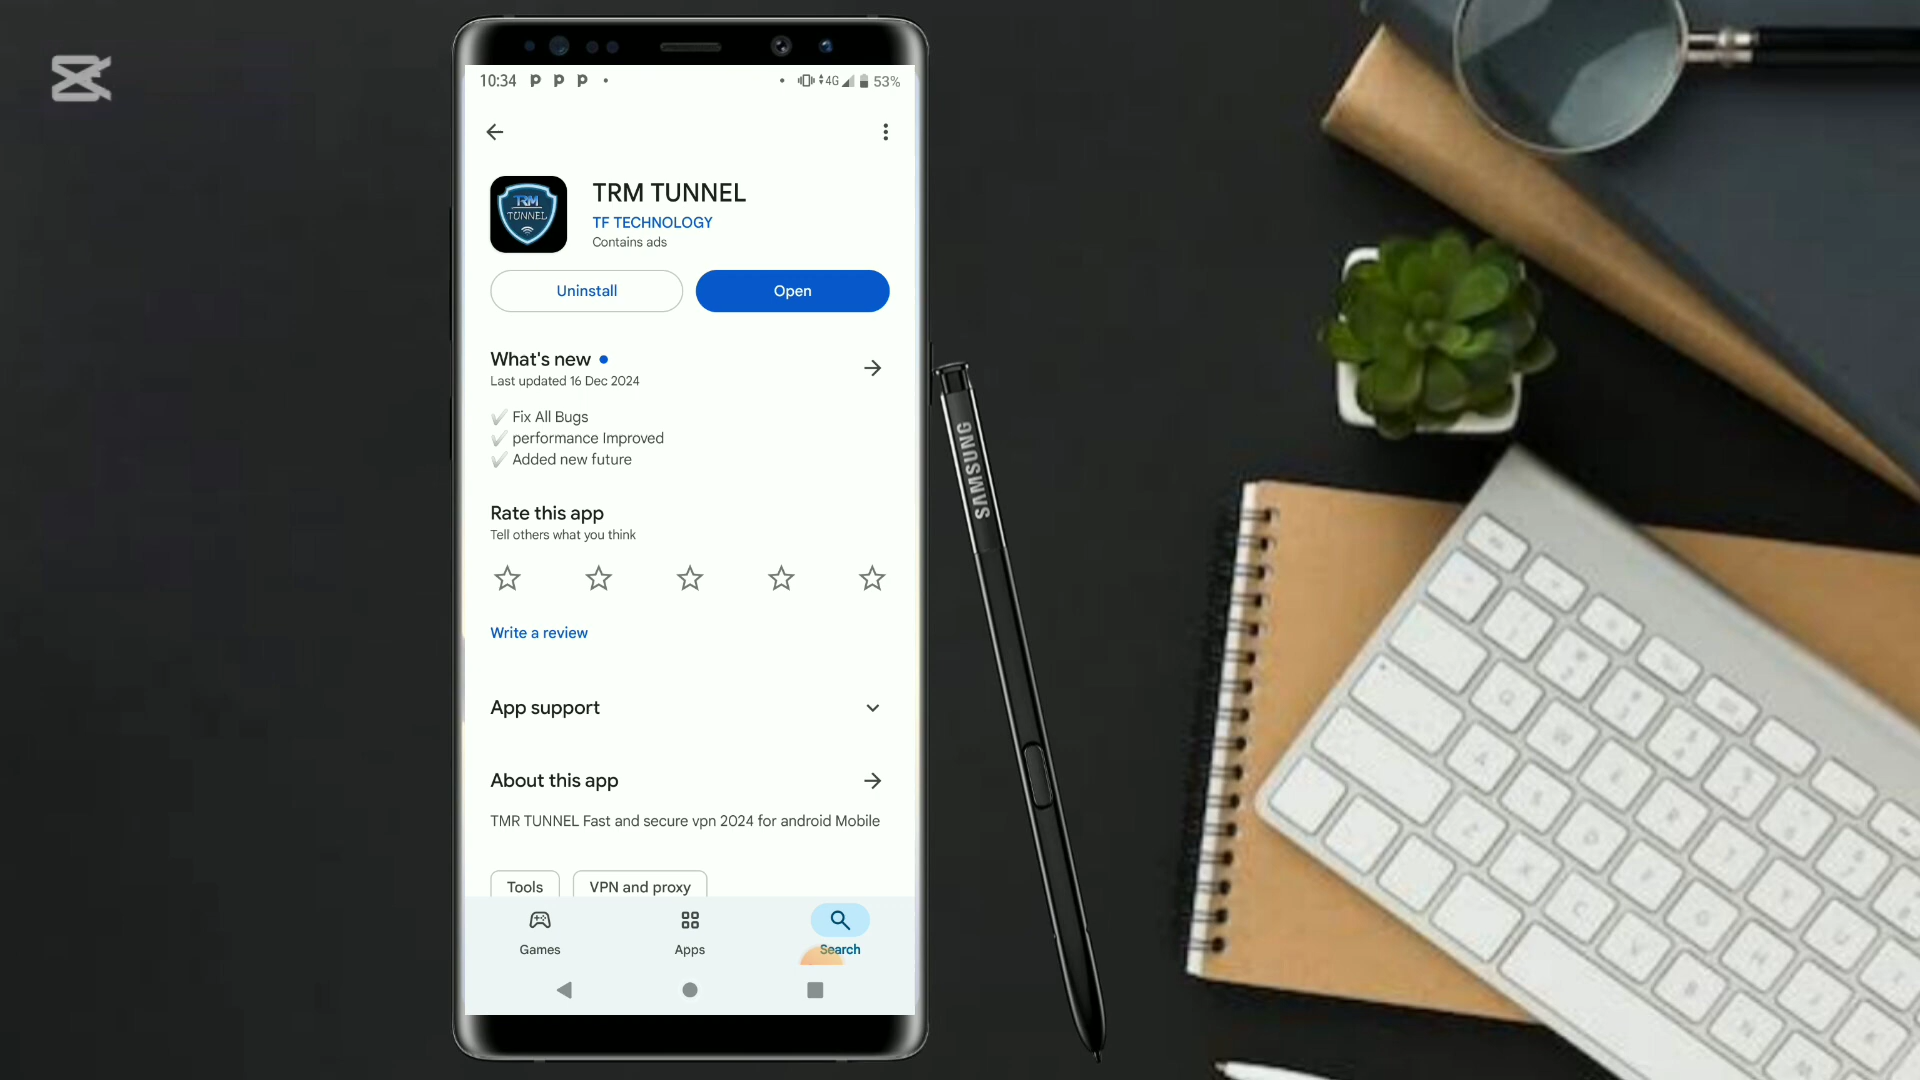 10:34
4G 53%
TRM TUNNEL
TRM
TUNNEL
TF TECHNOLOGY
Contains ads
Uninstall
Open
What's new
Last updated 16 Dec 2024
Fix All Bugs
performance Improved
Added new future
Rate this app
Tell others what you think
Write a review
App support
About this app
TMR TUNNEL Fast and secure vpn 2024 for android Mobile
Tools
VPN and proxy
Games
Apps
Search
SAMSUNG